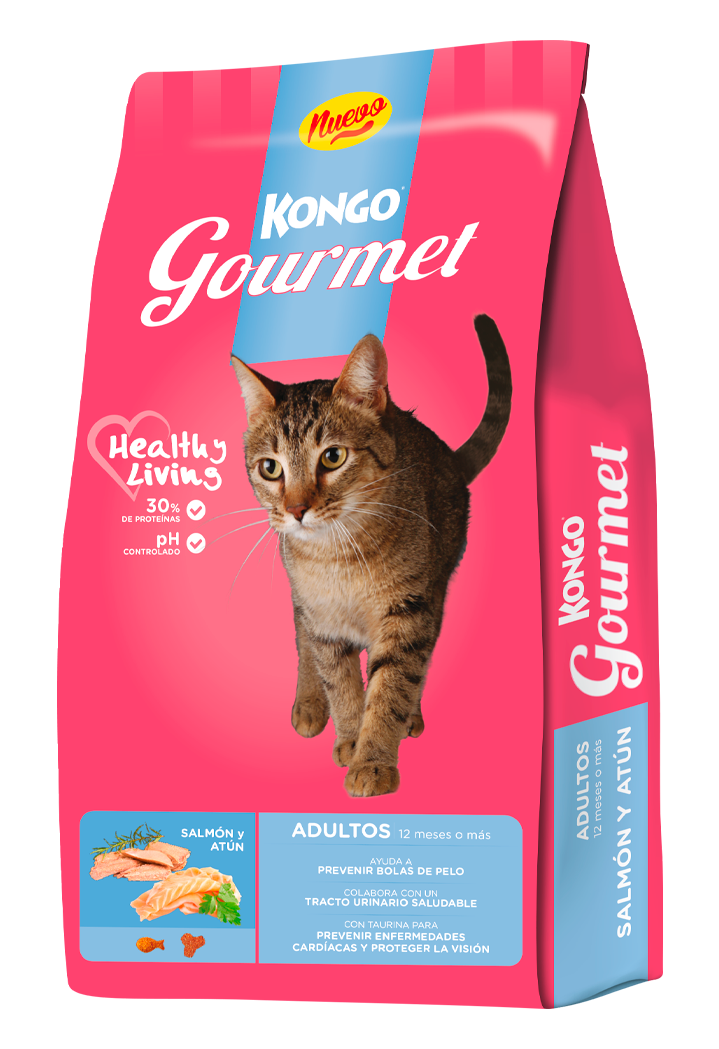 Nuevo
KONGO®
Gourmet
Healthy
Living
30%
DE PROTEÍNAS
pH
CONTROLADO
SALMÓN y
ATÚN
ADULTOS 12 meses o más
AYUDA A
PREVENIR BOLAS DE PELO
COLABORA CON UN
TRACTO URINARIO SALUDABLE
CON TAURINA PARA
PREVENIR ENFERMEDADES
CARDÍACAS Y PROTEGER LA VISIÓN
KONGO®
Gourmet
ADULTOS
12 meses o más
SALMÓN Y ATÚN